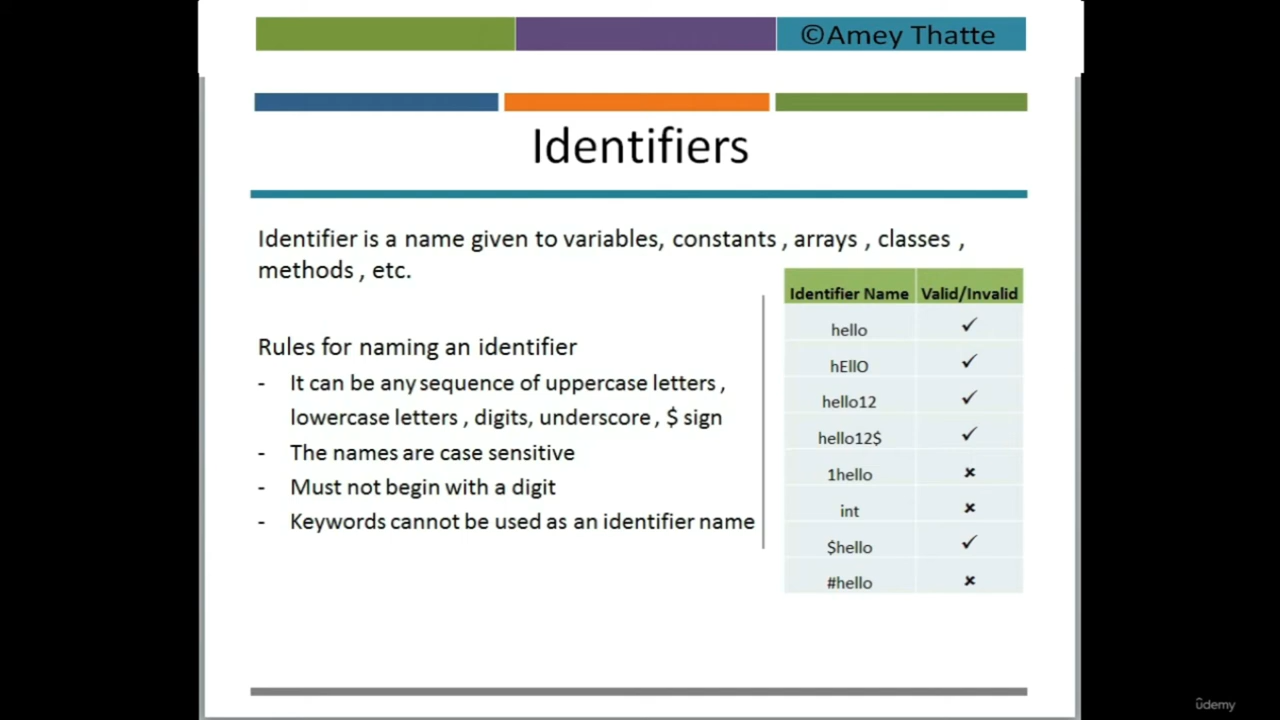 ©Amey Thatte
Identifiers
Identifier is a name given to variables, constants , arrays , classes ,
methods , etc.
Rules for naming an identifier
- It can be any sequence of uppercase letters ,
lowercase letters , digits, underscore , $ sign
- The names are case sensitive
- Must not begin with a digit
- Keywords cannot be used as an identifier name
Identifier Name Valid/Invalid
hello ✓
hEllO ✓
hello12 ✓
hello12$ ✓
1hello ×
int ×
$hello ✓
#hello ×
ûdemy